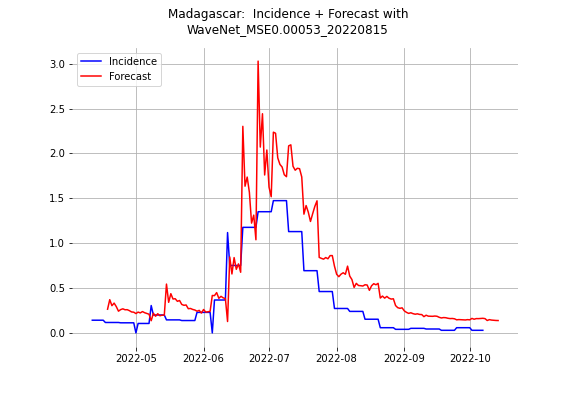 Madagascar:  Incidence + Forecast with
WaveNet_MSE0.00053_20220815
Incidence
Forecast
3.0
2.5
2.0
1.5
1.0
0.5
0.0
2022-05 2022-06 2022-07 2022-08 2022-09 2022-10